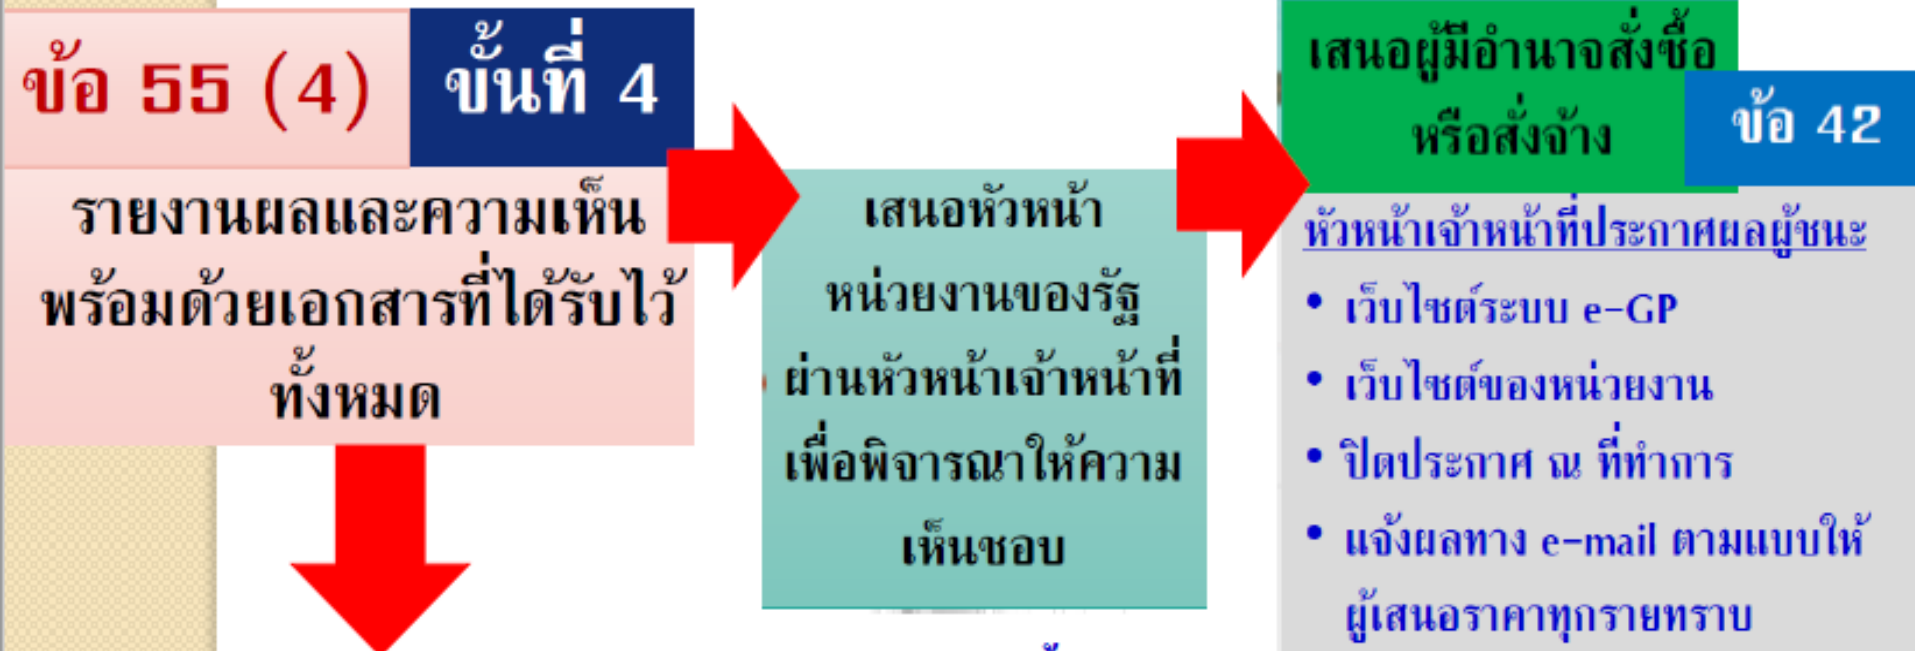 ข้อ 55 (4)
ขั้นที่ 4
รายงานผลและความเห็น
พร้อมด้วยเอกสารที่ได้รับไว้
ทั้งหมด
เสนอหัวหน้า
หน่วยงานของรัฐ
ผ่านหัวหน้าเจ้าหน้าที่
เพื่อพิจารณาให้ความ
เห็นชอบ
เสนอผู้มีอำนาจสั่งซื้อ
หรือสั่งจ้าง
ข้อ 42
หัวหน้าเจ้าหน้าที่ประกาศผลผู้ชนะ
• เว็บไซต์ระบบ e-GP
• เว็บไซต์ของหน่วยงาน
• ปิดประกาศ ณ ที่ทำการ
• แจ้งผลทาง e-mail ตามแบบให้
ผู้เสนอราคาทุกรายทราบ